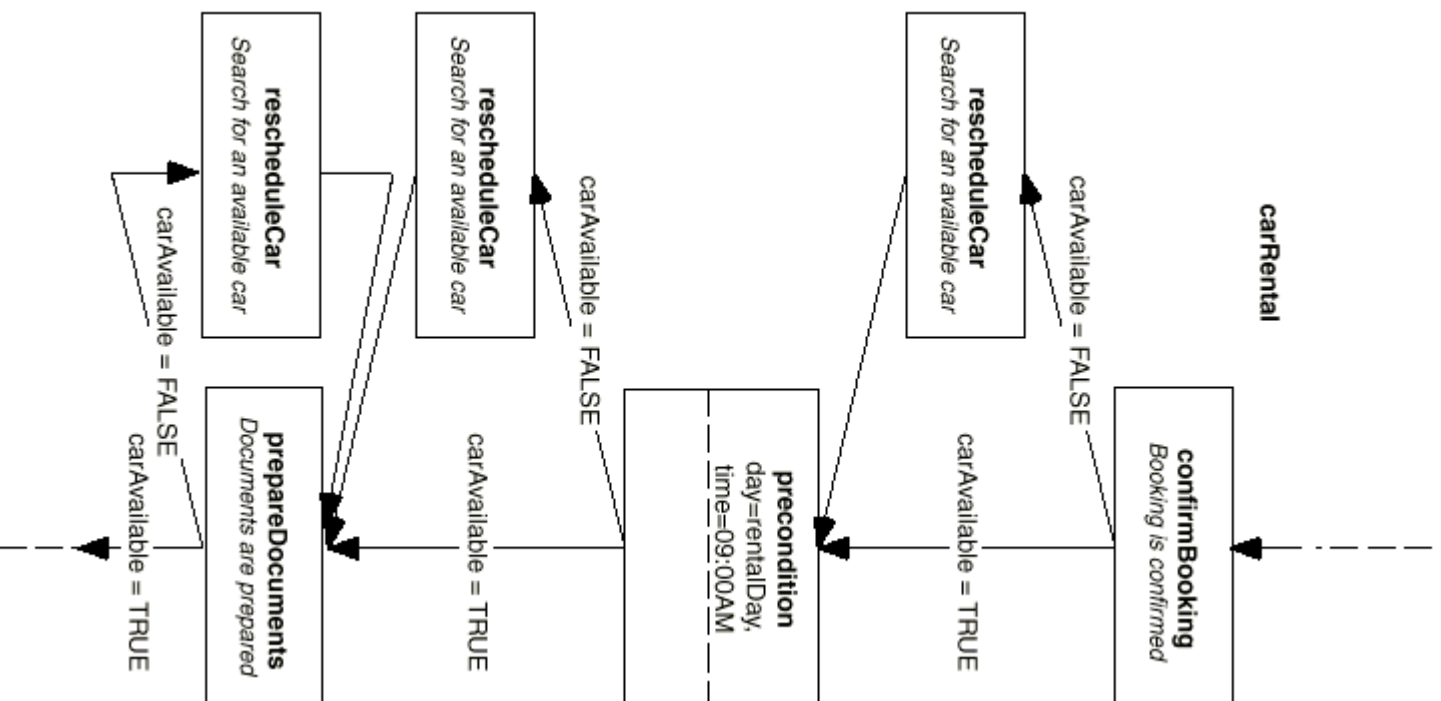 carRental
confirmBooking
Booking is confirmed
carAvailable = FALSE
carAvailable = TRUE
rescheduleCar
Search for an available car
precondition
day=rentalDay,
time=09:00AM
carAvailable = FALSE
carAvailable = TRUE
rescheduleCar
Search for an available car
prepareDocuments
Documents are prepared
rescheduleCar
Search for an available car
carAvailable = FALSE
carAvailable = TRUE